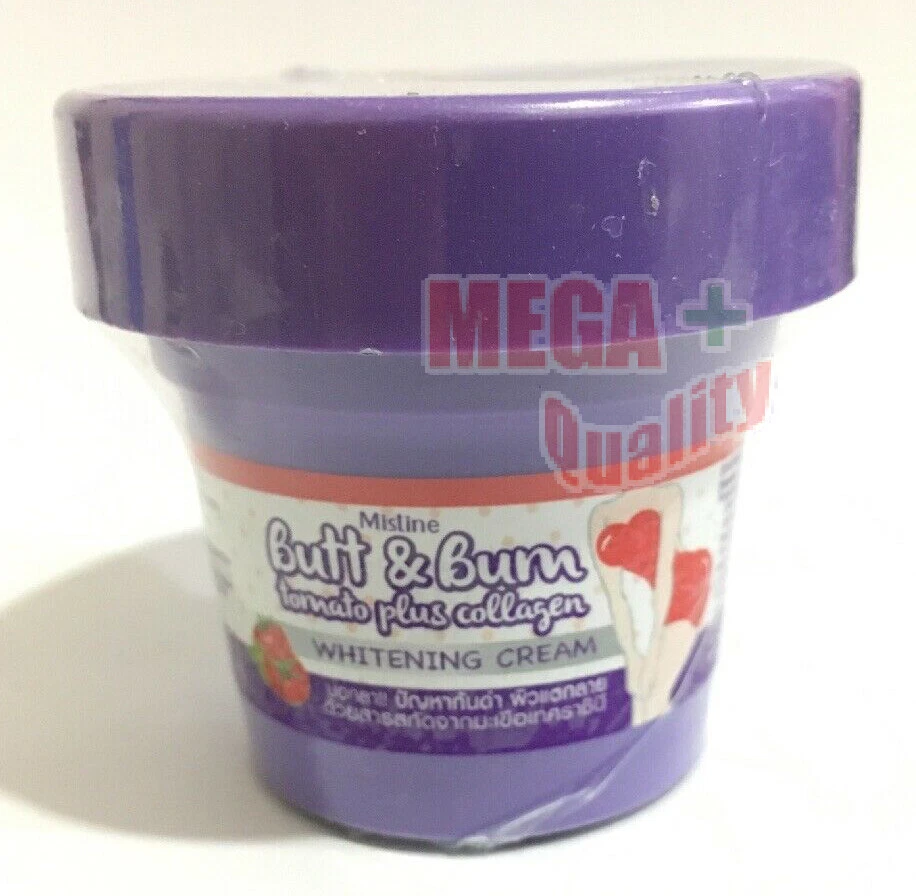 MEGA +
Quality
Mistine
Butt & Bum
tomato plus collagen
WHITENING CREAM
บอกลา!! ปัญหาก้นดำ ผิวแตกลาย
ด้วยสารสกัดจากมะเขือเทศราชินี